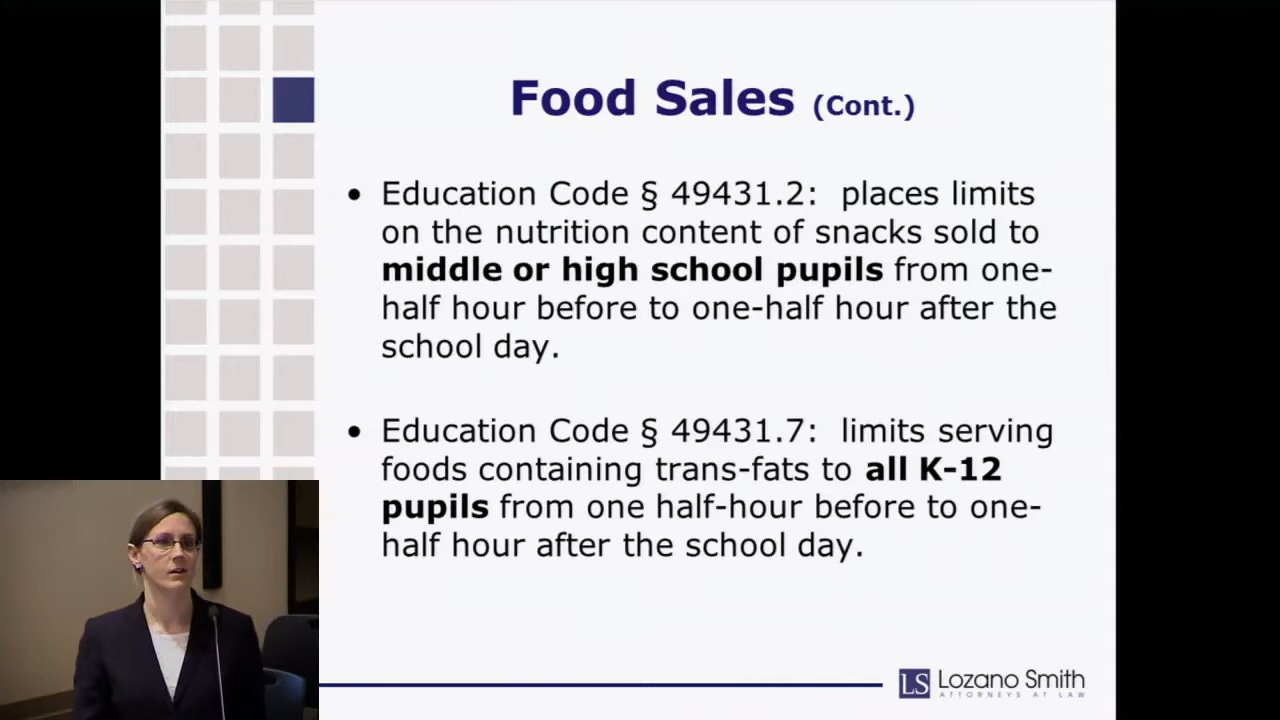 Food Sales (Cont.)
• Education Code § 49431.2: places limits
on the nutrition content of snacks sold to
middle or high school pupils from one-
half hour before to one-half hour after the
school day.
• Education Code § 49431.7: limits serving
foods containing trans-fats to all K-12
pupils from one half-hour before to one-
half hour after the school day.
LS Lozano Smith
ATTORNEYS AT LAW